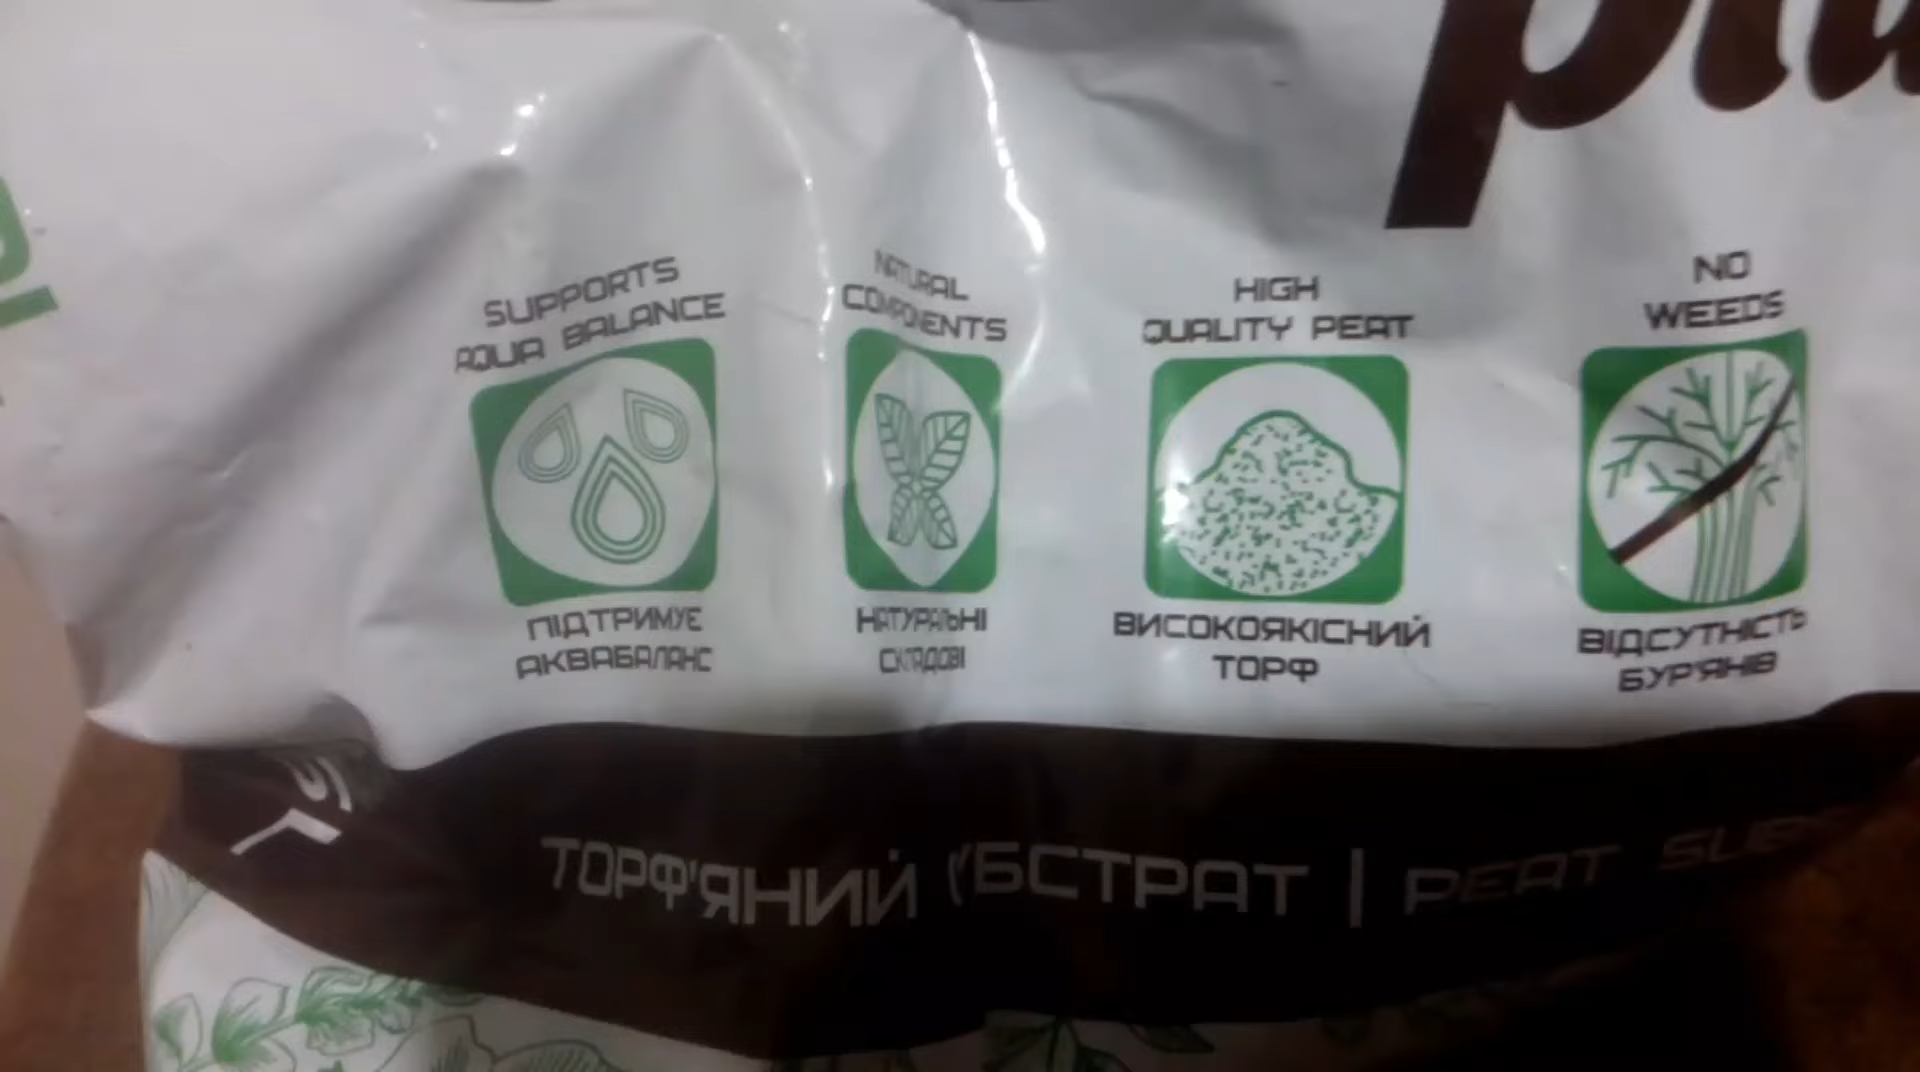 SUPPORTS
AQUA BALANCE
NATURAL
COMPONENTS
HIGH
QUALITY PEAT
NO
WEEDS
ПІДТРИМУЄ
АКВАБАЛАНС
НАТУРАЛЬНІ
СКЛАДОВІ
ВИСОКОЯКІСНИЙ
ТОРФ
ВІДСУТНІСТЬ
БУР'ЯНІВ
ТОРФ'ЯНИЙ СУБСТРАТ | PEAT